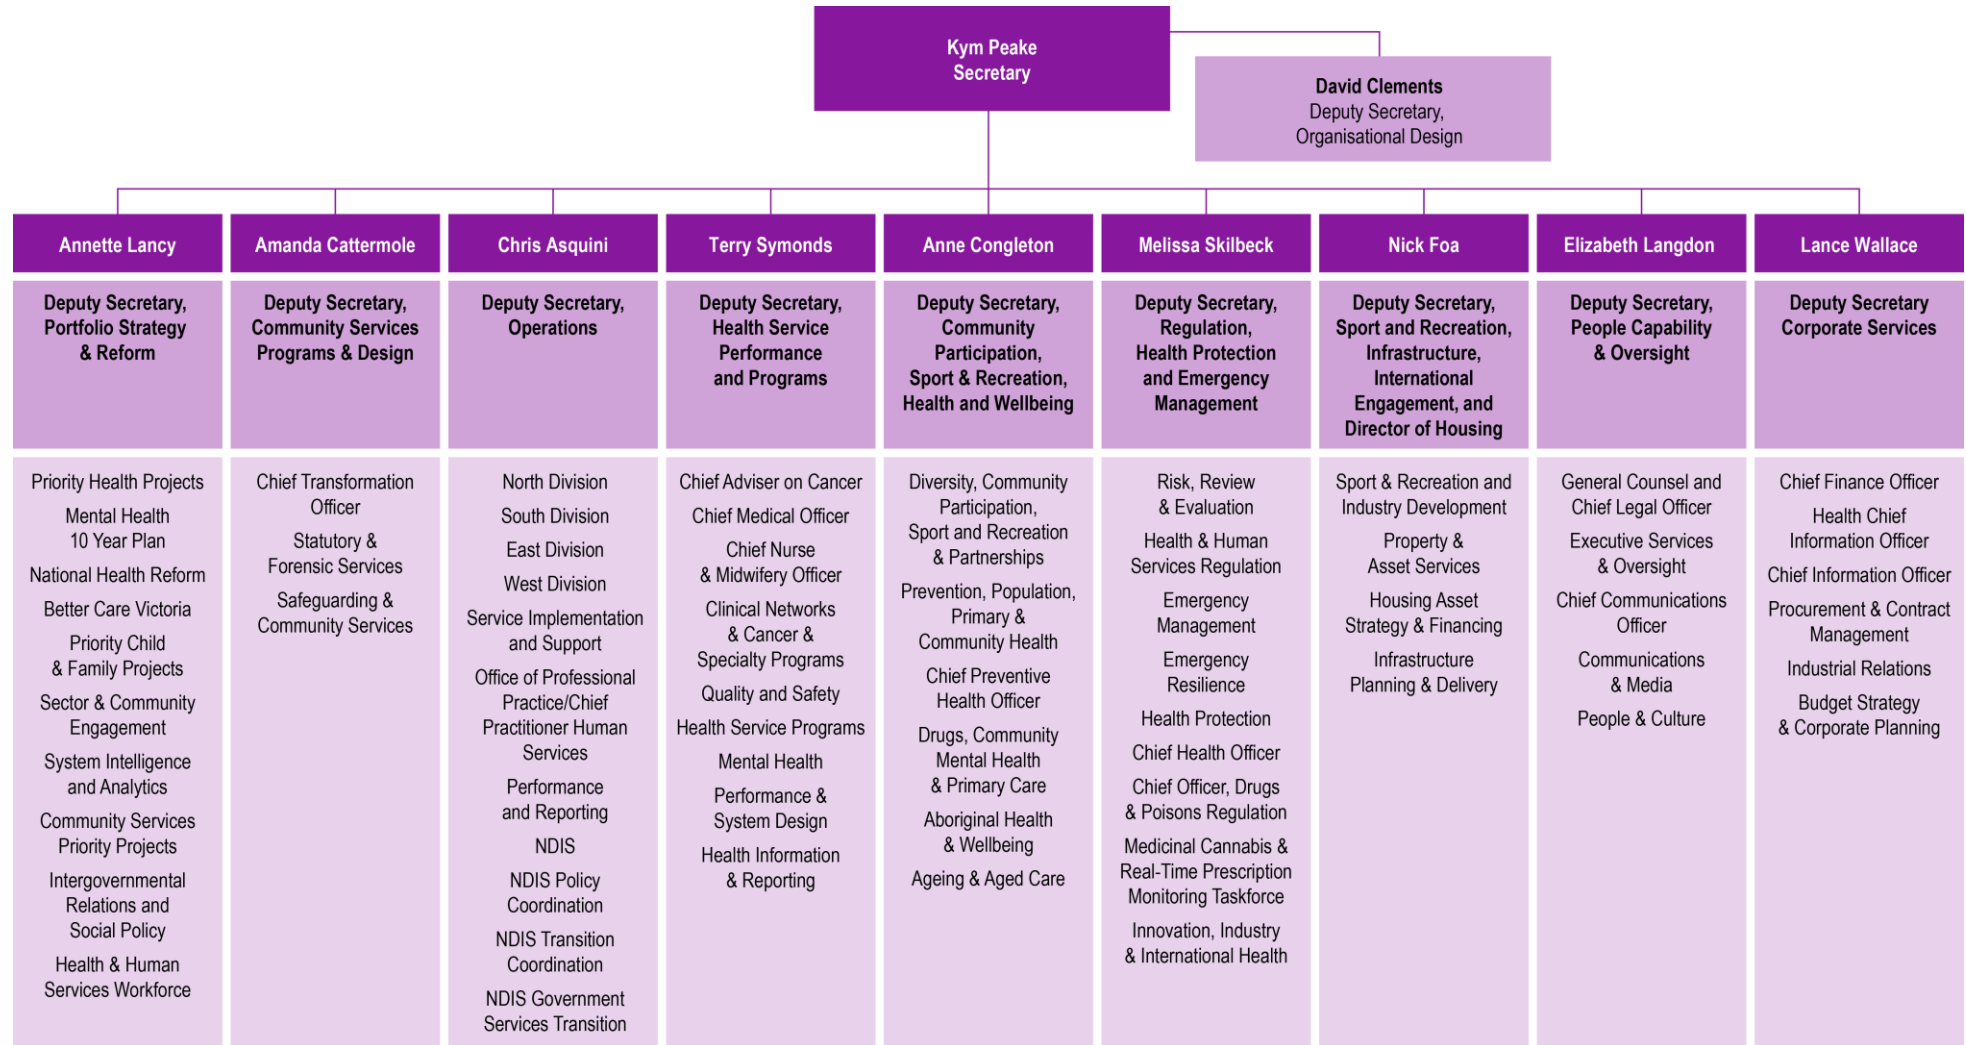 Kym Peake
Secretary
David Clements
Deputy Secretary,
Organisational Design
Annette Lancy
Deputy Secretary,
Portfolio Strategy
& Reform
Priority Health Projects
Mental Health
10 Year Plan
National Health Reform
Better Care Victoria
Priority Child
& Family Projects
Sector & Community
Engagement
System Intelligence
and Analytics
Community Services
Priority Projects
Intergovernmental
Relations and
Social Policy
Health & Human
Services Workforce
Amanda Cattermole
Deputy Secretary,
Community Services
Programs & Design
Chief Transformation
Officer
Statutory &
Forensic Services
Safeguarding &
Community Services
Chris Asquini
Deputy Secretary,
Operations
North Division
South Division
East Division
West Division
Service Implementation
and Support
Office of Professional
Practice/Chief
Practitioner Human
Services
Performance
and Reporting
NDIS
NDIS Policy
Coordination
NDIS Transition
Coordination
NDIS Government
Services Transition
Terry Symonds
Deputy Secretary,
Health Service
Performance
and Programs
Chief Adviser on Cancer
Chief Medical Officer
Chief Nurse
& Midwifery Officer
Clinical Networks
& Cancer &
Specialty Programs
Quality and Safety
Health Service Programs
Mental Health
Performance &
System Design
Health Information
& Reporting
Anne Congleton
Deputy Secretary,
Community
Participation,
Sport & Recreation,
Health and Wellbeing
Diversity, Community
Participation,
Sport and Recreation
& Partnerships
Prevention, Population,
Primary &
Community Health
Chief Preventive
Health Officer
Drugs, Community
Mental Health
& Primary Care
Aboriginal Health
& Wellbeing
Ageing & Aged Care
Melissa Skilbeck
Deputy Secretary,
Regulation,
Health Protection
and Emergency
Management
Risk, Review
& Evaluation
Health & Human
Services Regulation
Emergency
Management
Emergency
Resilience
Health Protection
Chief Health Officer
Chief Officer, Drugs
& Poisons Regulation
Medicinal Cannabis &
Real-Time Prescription
Monitoring Taskforce
Innovation, Industry
& International Health
Nick Foa
Deputy Secretary,
Sport and Recreation,
Infrastructure,
International
Engagement, and
Director of Housing
Sport & Recreation and
Industry Development
Property &
Asset Services
Housing Asset
Strategy & Financing
Infrastructure
Planning & Delivery
Elizabeth Langdon
Deputy Secretary,
People Capability
& Oversight
General Counsel and
Chief Legal Officer
Executive Services
& Oversight
Chief Communications
Officer
Communications
& Media
People & Culture
Lance Wallace
Deputy Secretary
Corporate Services
Chief Finance Officer
Health Chief
Information Officer
Chief Information Officer
Procurement & Contract
Management
Industrial Relations
Budget Strategy
& Corporate Planning